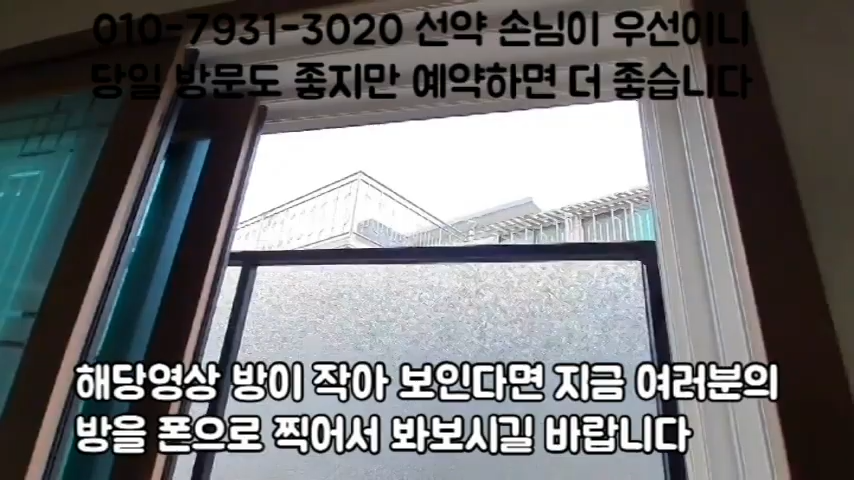 010-7931-3020 선약 손님이 우선이니
당일 방문도 좋지만 예약하면 더 좋습니다
해당영상 방이 작아 보인다면 지금 여러분의
방을 폰으로 찍어서 봐보시길 바랍니다